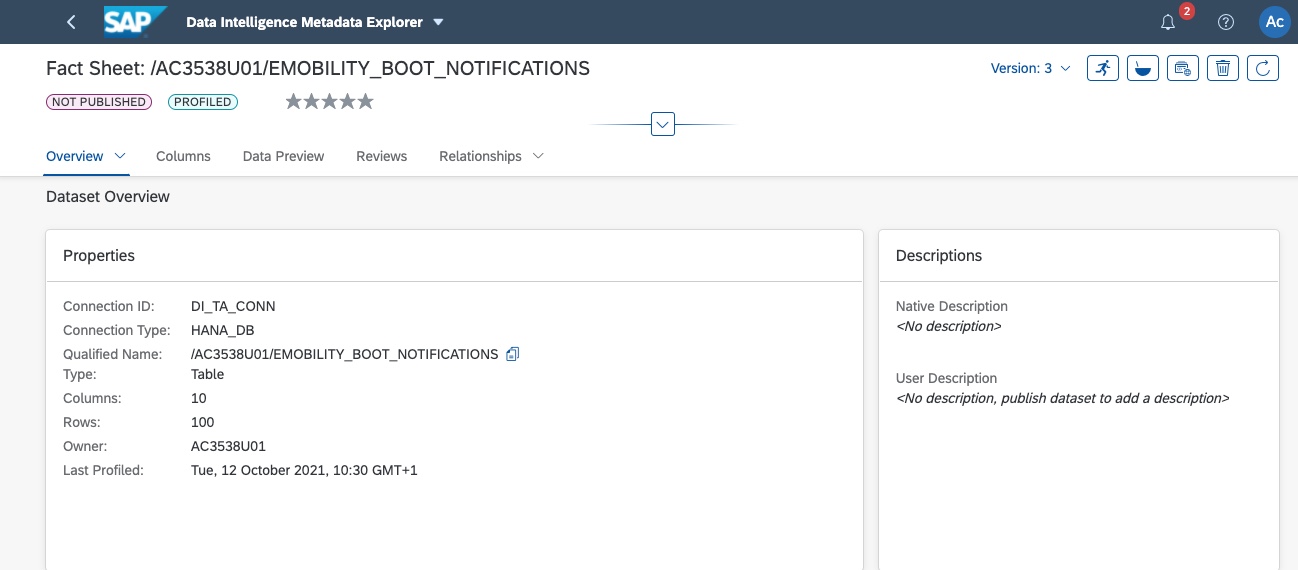 SAP Data Intelligence Metadata Explorer 2 Ac
Fact Sheet: /AC3538U01/EMOBILITY_BOOT_NOTIFICATIONS Version: 3
NOT PUBLISHED PROFILED
Overview Columns Data Preview Reviews Relationships
Dataset Overview
Properties
Connection ID: DI_TA_CONN
Connection Type: HANA_DB
Qualified Name: /AC3538U01/EMOBILITY_BOOT_NOTIFICATIONS
Type: Table
Columns: 10
Rows: 100
Owner: AC3538U01
Last Profiled: Tue, 12 October 2021, 10:30 GMT+1
Descriptions
Native Description
<No description>
User Description
<No description, publish dataset to add a description>